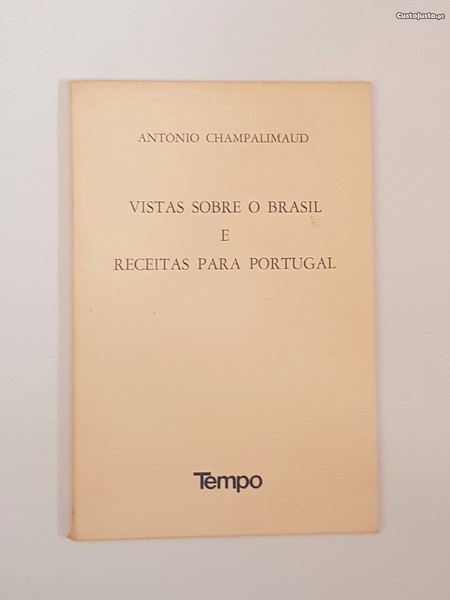 CustoJusto.pt
ANTÓNIO CHAMPALIMAUD
VISTAS SOBRE O BRASIL
E
RECEITAS PARA PORTUGAL
Tempo